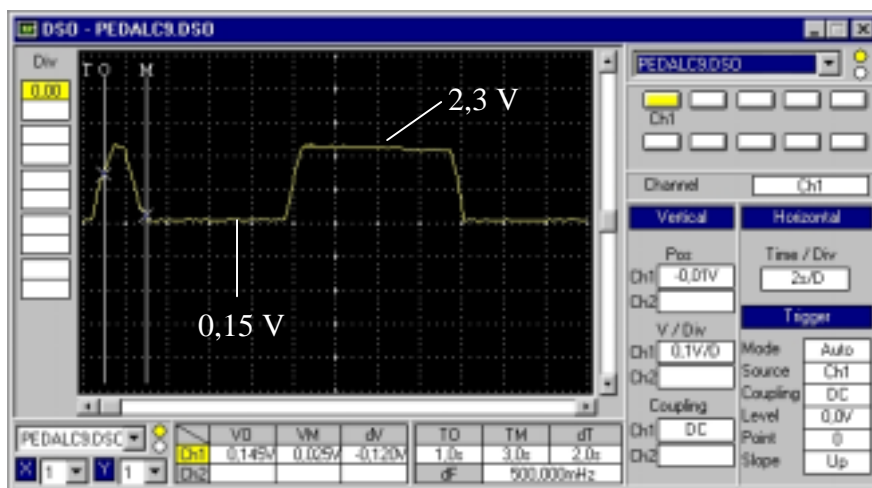 DSO - PEDALC9.DSO
Div
0.00
T O M
2,3 V
0,15 V
PEDALC9.DSO
Ch1
Channel Ch1
Vertical Horizontal
Pos Time / Div
Ch1 -0,01V 2s/D
Ch2
Trigger
V / Div
Ch1 0,1V/D Mode Auto
Ch2 Source Ch1
Coupling DC
Coupling Level 0,0V
Ch1 DC Point 0
Ch2 Slope Up
PEDALC9.DSC VO VM dV TO TM dT
Ch1 0,145V 0,025V -0,120V 1,0s 3,0s 2,0s
X 1 Y 1 Ch2 dF 500,000mHz